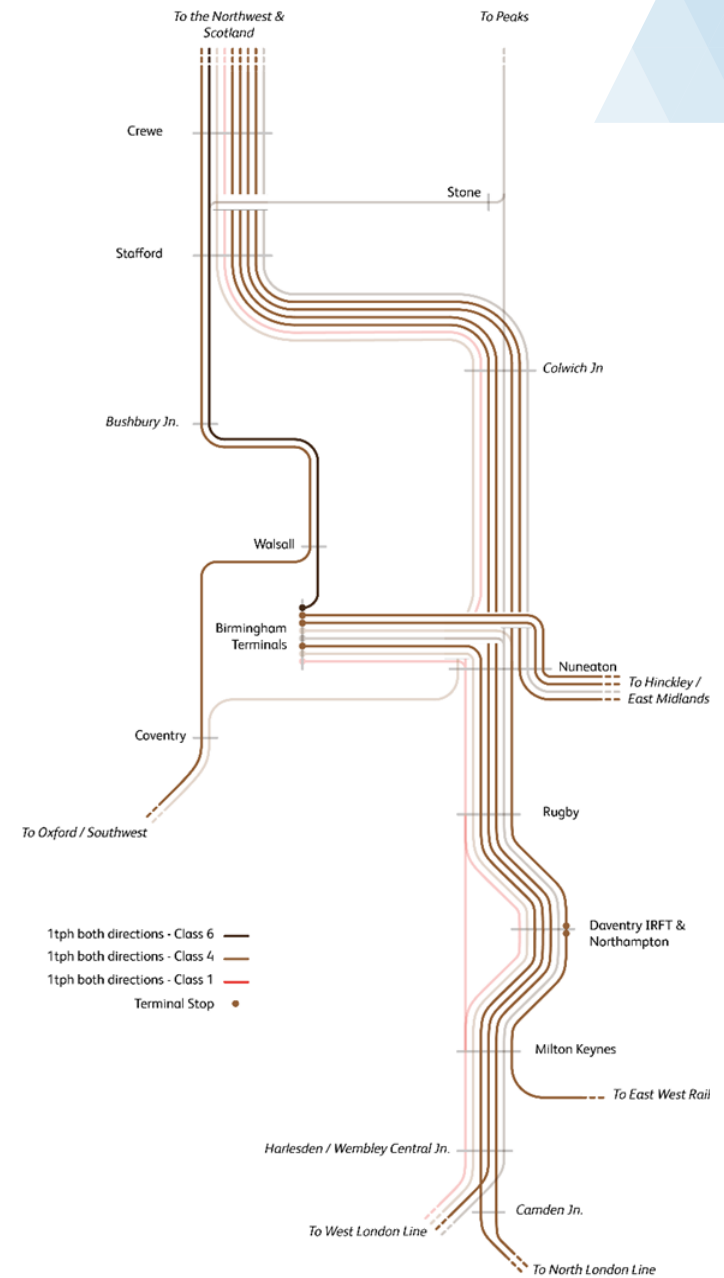 To the Northwest &
Scotland
To Peaks
Crewe
Stone
Stafford
Colwich Jn
Bushbury Jn.
Walsall
Birmingham
Terminals
Nuneaton
To Hinckley /
East Midlands
Coventry
Rugby
To Oxford / Southwest
Daventry IRFT &
Northampton
1tph both directions - Class 6
1tph both directions - Class 4
1tph both directions - Class 1
Terminal Stop
Milton Keynes
To East West Rail
Harlesden / Wembley Central Jn.
Camden Jn.
To West London Line
To North London Line